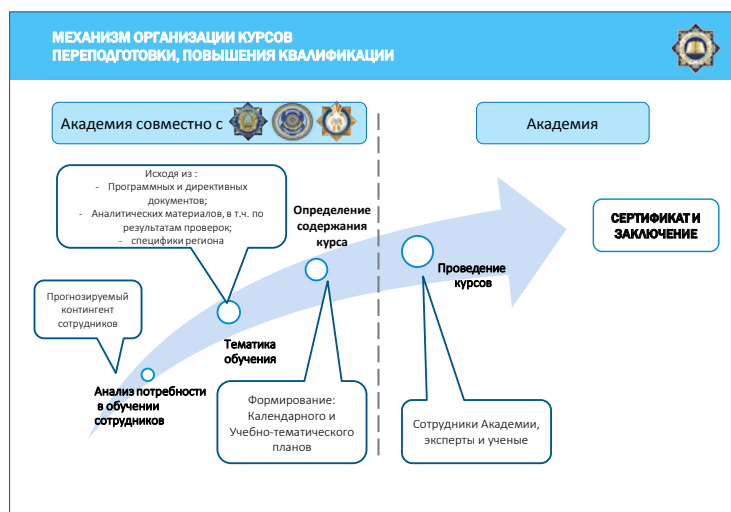 МЕХАНИЗМ ОРГАНИЗАЦИИ КУРСОВ
ПЕРЕПОДГОТОВКИ, ПОВЫШЕНИЯ КВАЛИФИКАЦИИ
Академия совместно с
Академия
Исходя из :
- Программных и директивных
документов;
- Аналитических материалов, в т.ч. по
результатам проверок;
- специфики региона
Определение
содержания
курса
СЕРТИФИКАТ И
ЗАКЛЮЧЕНИЕ
Проведение
курсов
Прогнозируемый
контингент
сотрудников
Тематика
обучения
Анализ потребности
в обучении
сотрудников
Формирование:
Календарного и
Учебно-тематического
планов
Сотрудники Академии,
эксперты и ученые